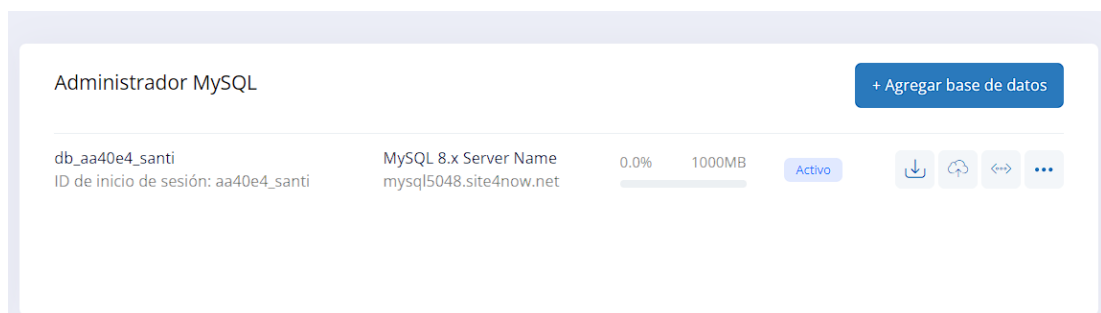 Administrador MySQL
+ Agregar base de datos
db_aa40e4_santi
ID de inicio de sesión: aa40e4_santi
MySQL 8.x Server Name
mysql5048.site4now.net
0.0% 1000MB
Activo